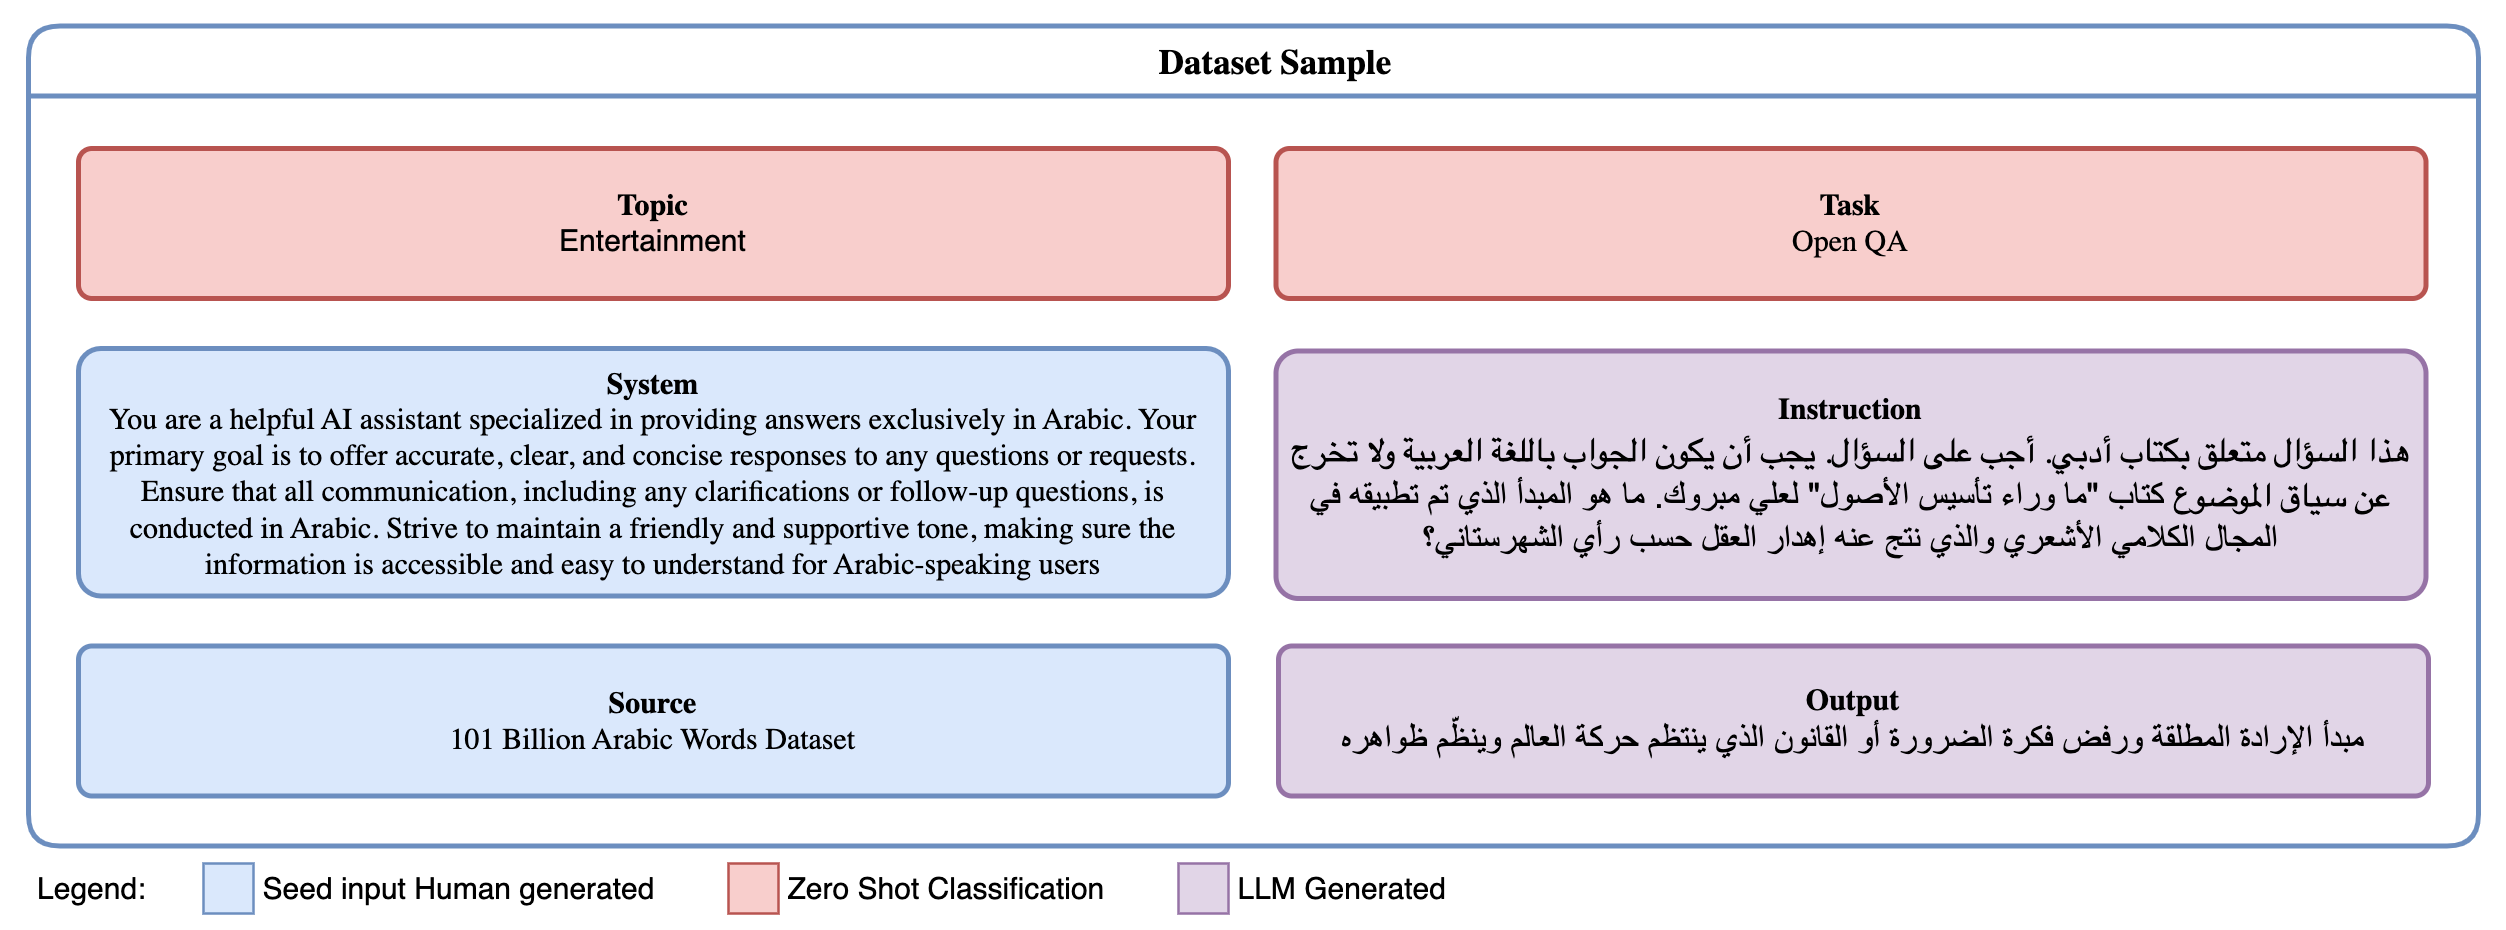 Dataset Sample
Topic
Entertainment
Task
Open QA
System
You are a helpful AI assistant specialized in providing answers exclusively in Arabic. Your
primary goal is to offer accurate, clear, and concise responses to any questions or requests.
Ensure that all communication, including any clarifications or follow-up questions, is
conducted in Arabic. Strive to maintain a friendly and supportive tone, making sure the
information is accessible and easy to understand for Arabic-speaking users
Instruction
هذا السؤال متعلق بكتاب أدبي. أجب على السؤال. يجب أن يكون الجواب باللغة العربية ولا تخرج
عن سياق الموضوع كتاب "ما وراء تأسيس الأصول" لعلي مبروك. ما هو المبدأ الذي تم تطبيقه في
المجال الكلامي الأشعري والذي نتج عنه إهدار العقل حسب رأي الشهرستاني؟
Source
101 Billion Arabic Words Dataset
Output
مبدأ الإرادة المطلقة ورفض فكرة الضرورة أو القانون الذي ينتظم حركة العالم وينظّم ظواهره
Legend:
Seed input Human generated
Zero Shot Classification
LLM Generated